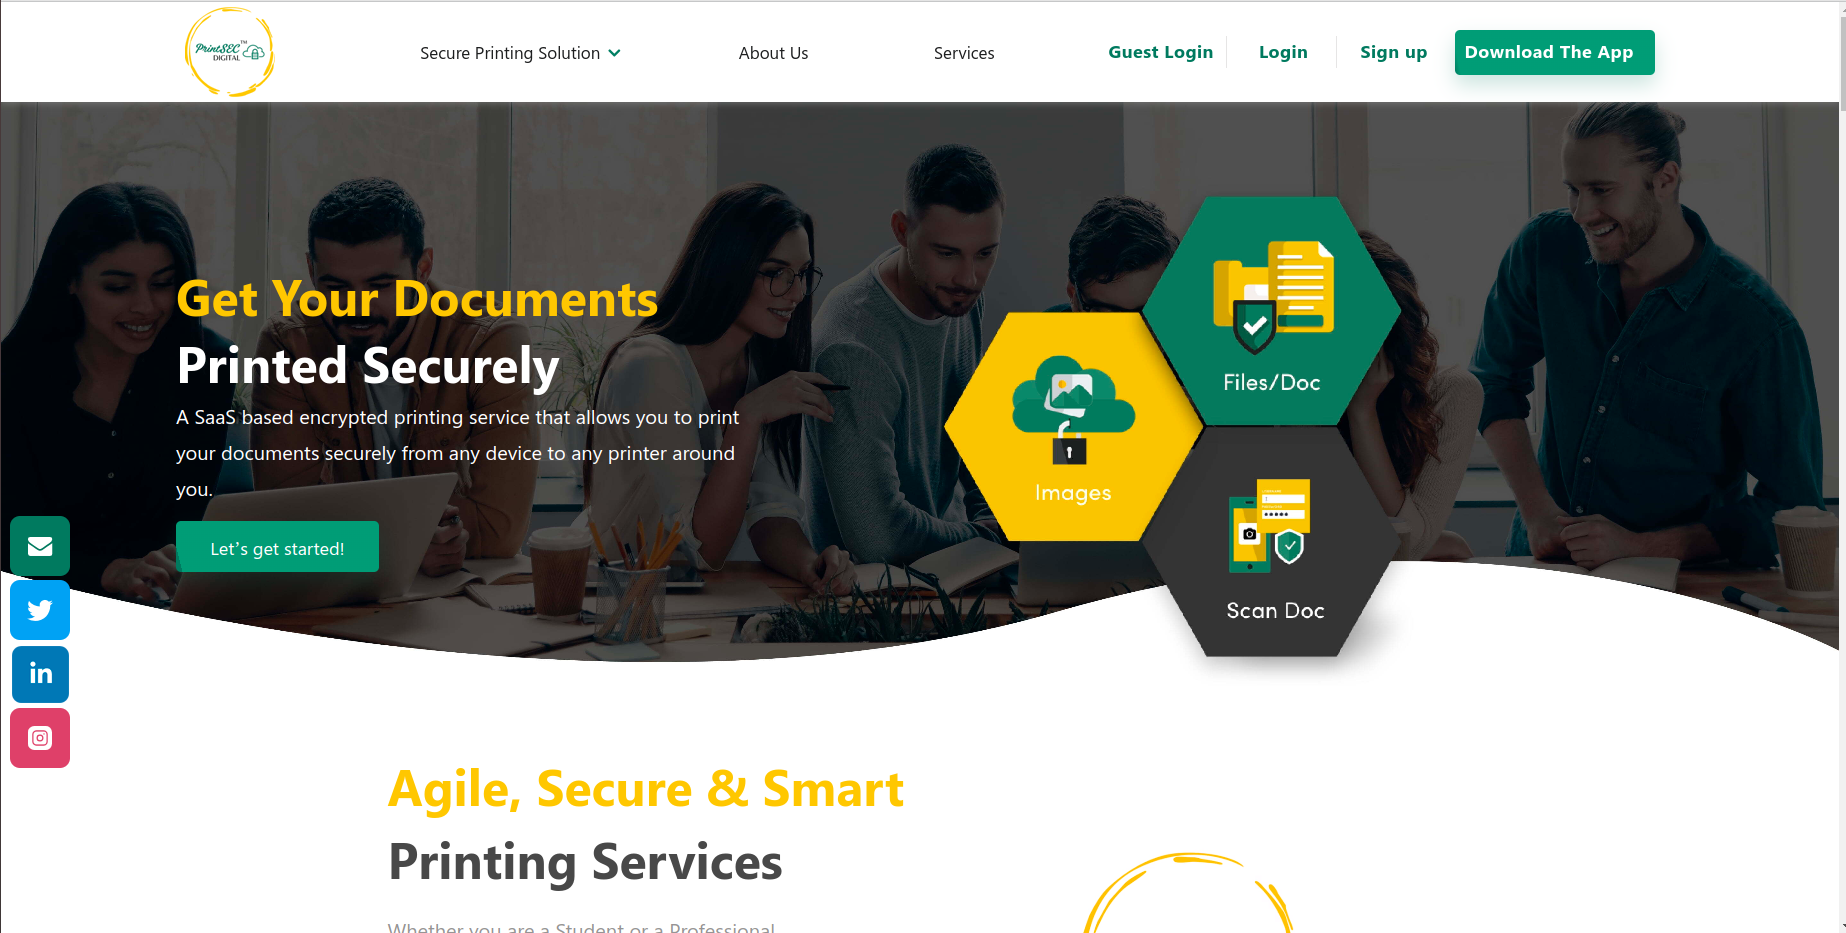 PrintSEC™
DIGITAL
Secure Printing Solution
About Us
Services
Guest Login
Login
Sign up
Download The App
Get Your Documents
Printed Securely
A SaaS based encrypted printing service that allows you to print
your documents securely from any device to any printer around
you.
Let's get started!
Files/Doc
Images
Scan Doc
in
Agile, Secure & Smart
Printing Services
Whether you are a Student or a Professional